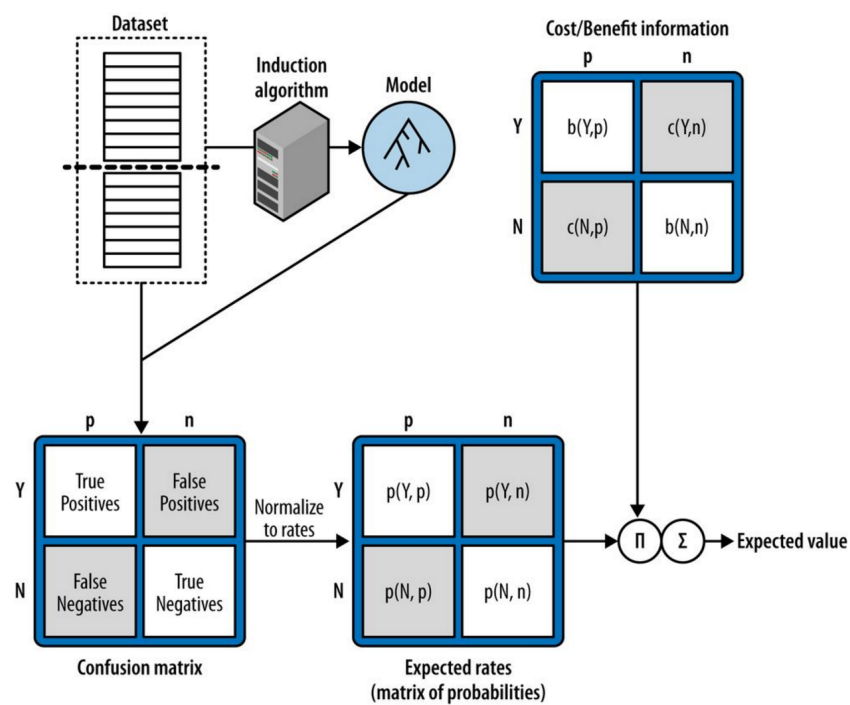 Dataset
Induction
algorithm
Model
Cost/Benefit information
p n
Y b(Y,p) c(Y,n)
N c(N,p) b(N,n)
p n
Y True
Positives False
Positives
N False
Negatives True
Negatives
Confusion matrix
Normalize
to rates
p n
Y p(Y, p) p(Y, n)
N p(N, p) p(N, n)
Expected rates
(matrix of probabilities)
Π Σ Expected value